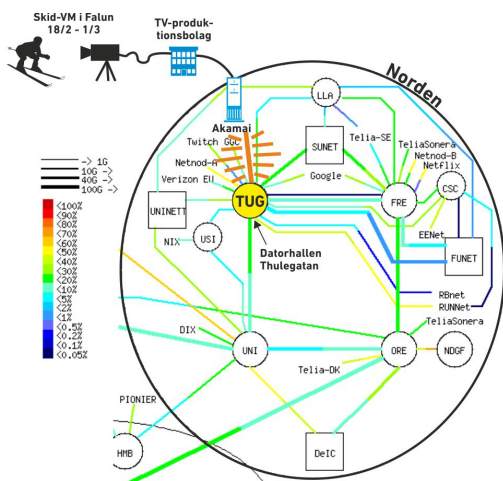 Skid-VM i Falun
18/2 - 1/3
TV-produk-
tionsbolag
Norden
Akamai
LLA
Twitch GGC
Netnod-A
Verizon EU
SUNET
Telia-SE
TeliaSonera
Netnod-B
Netflix
Google
CSC
-> 1G
10G ->
40G ->
100G ->
TUG
FRE
UNINETT
USI
NIX
EENet
FUNET
Datorhallen
Thulegatan
<100%
<90%
<80%
<70%
<60%
<50%
<40%
<30%
<20%
<10%
<5%
<2%
<1%
<0.5%
<0.2%
<0.1%
<0.05%
RBnet
RUNNet
TeliaSonera
DIX
UNI
ORE
NDGF
Telia-DK
PIONIER
HMB
DeIC